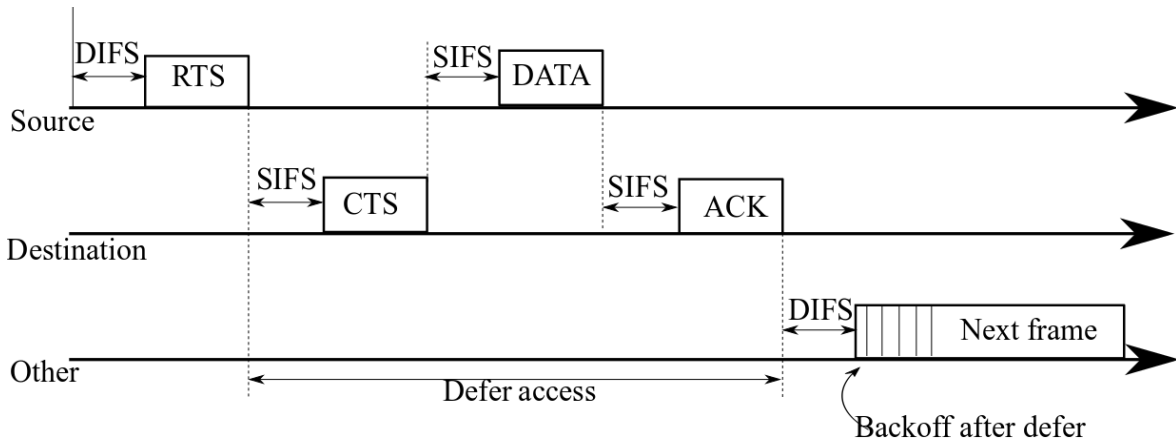 DIFS
RTS
SIFS
DATA
Source
SIFS
CTS
SIFS
ACK
Destination
DIFS
Next frame
Other
Defer access
Backoff after defer